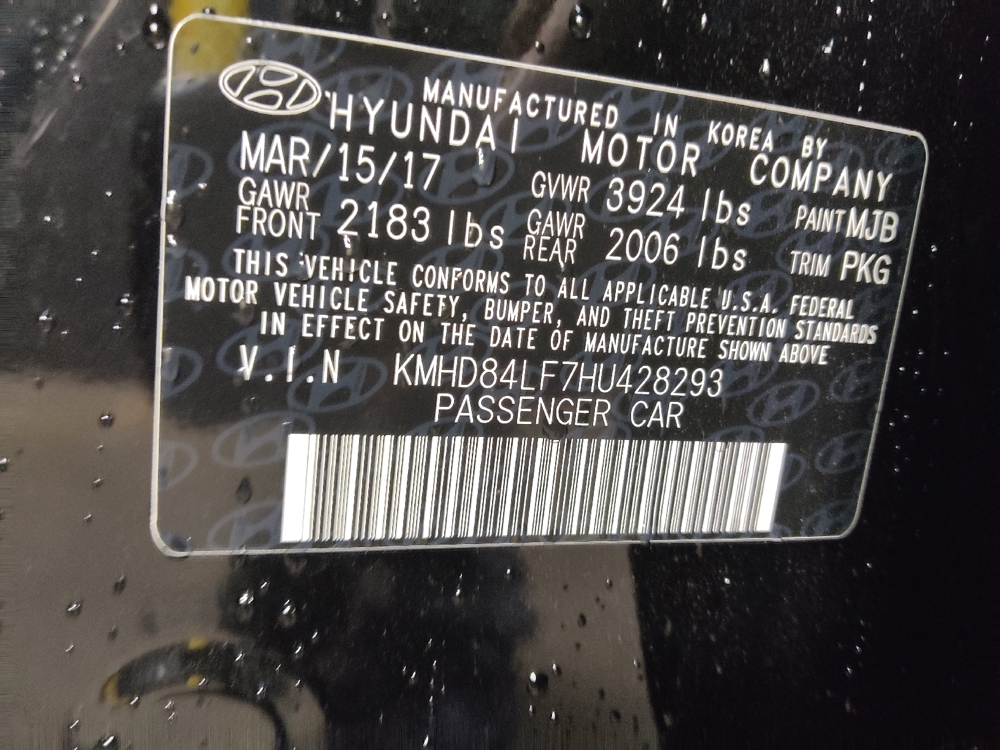 MANUFACTURED IN KOREA BY
HYUNDAI MOTOR COMPANY
MAR/15/17 GVWR 3924 lbs PAINT MJB
GAWR FRONT 2183 lbs GAWR REAR 2006 lbs TRIM PKG
THIS VEHICLE CONFORMS TO ALL APPLICABLE U.S.A. FEDERAL
MOTOR VEHICLE SAFETY, BUMPER, AND THEFT PREVENTION STANDARDS
IN EFFECT ON THE DATE OF MANUFACTURE SHOWN ABOVE
V.I.N KMHD84LF7HU428293
PASSENGER CAR